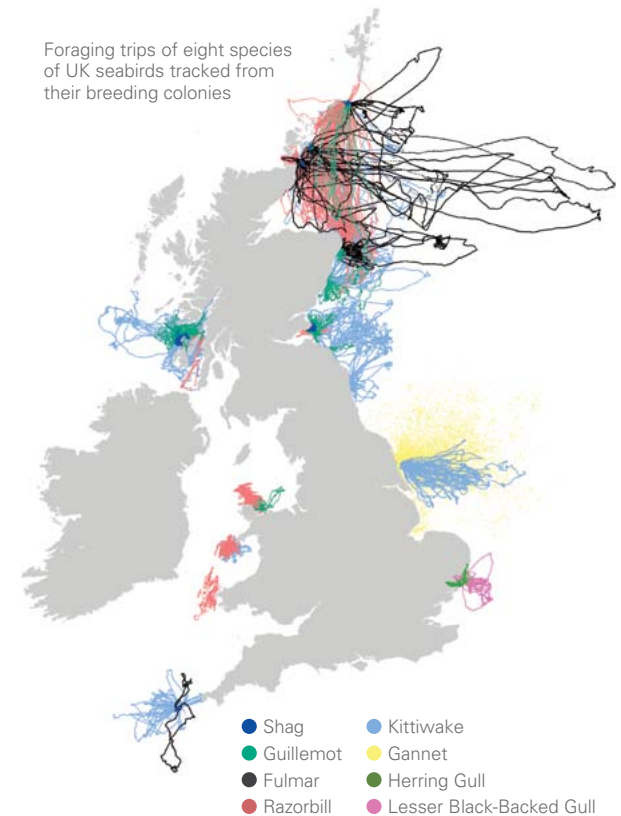 Foraging trips of eight species
of UK seabirds tracked from
their breeding colonies
Shag
Guillemot
Fulmar
Razorbill
Kittiwake
Gannet
Herring Gull
Lesser Black-Backed Gull